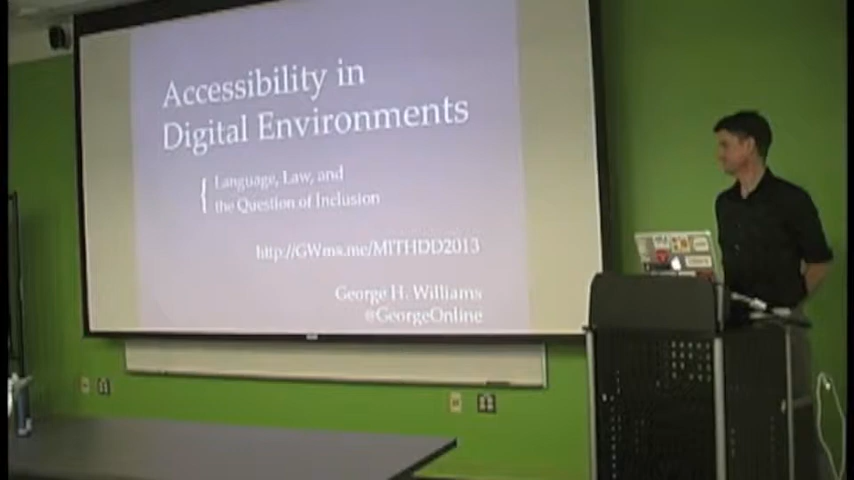 Accessibility in
Digital Environments
Language, Law, and
the Question of Inclusion
http://GWms.me/MITHDD2013
George H. Williams
@GeorgeOnline